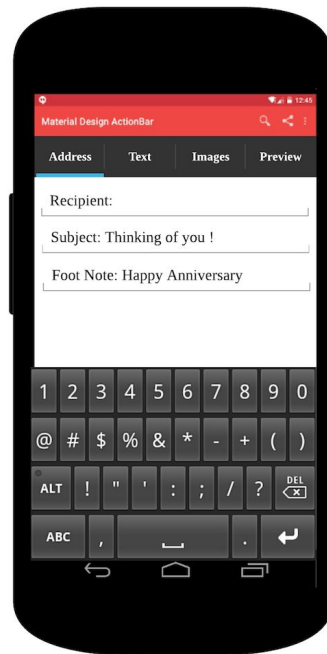 12:45
Material Design ActionBar
Address Text Images Preview
Recipient:
Subject: Thinking of you !
Foot Note: Happy Anniversary
1 2 3 4 5 6 7 8 9 0
@ # $ % & * - + ( )
ALT ! " ' : ; / ? DEL
ABC , .